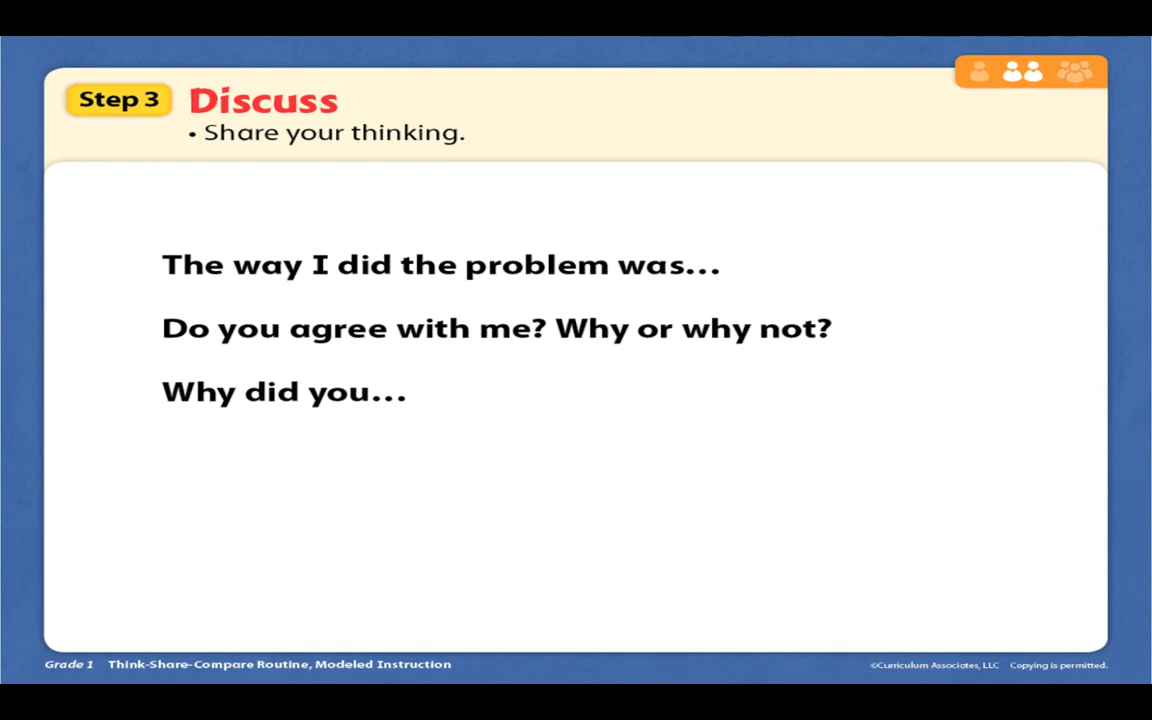 Step 3
Discuss
• Share your thinking.
The way I did the problem was...
Do you agree with me? Why or why not?
Why did you...
Grade 1 Think-Share-Compare Routine, Modeled Instruction
©Curriculum Associates, LLC Copying is permitted.